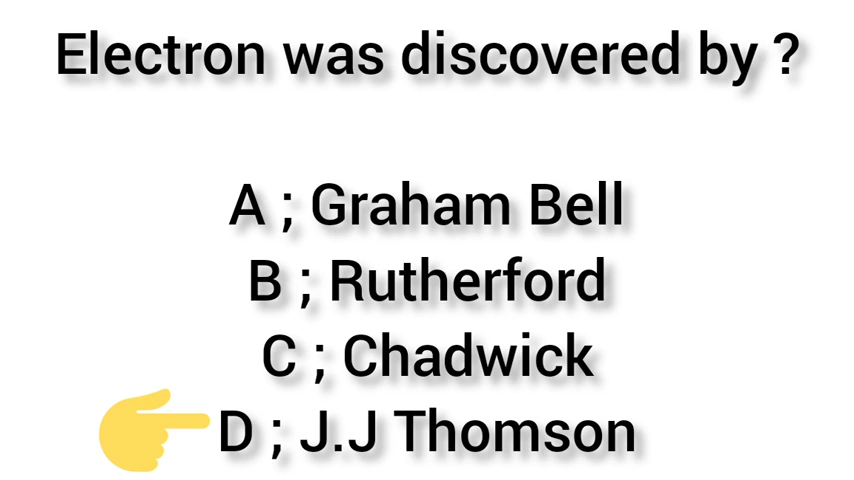 Electron was discovered by ?
A ; Graham Bell
B ; Rutherford
C ; Chadwick
D ; J.J Thomson